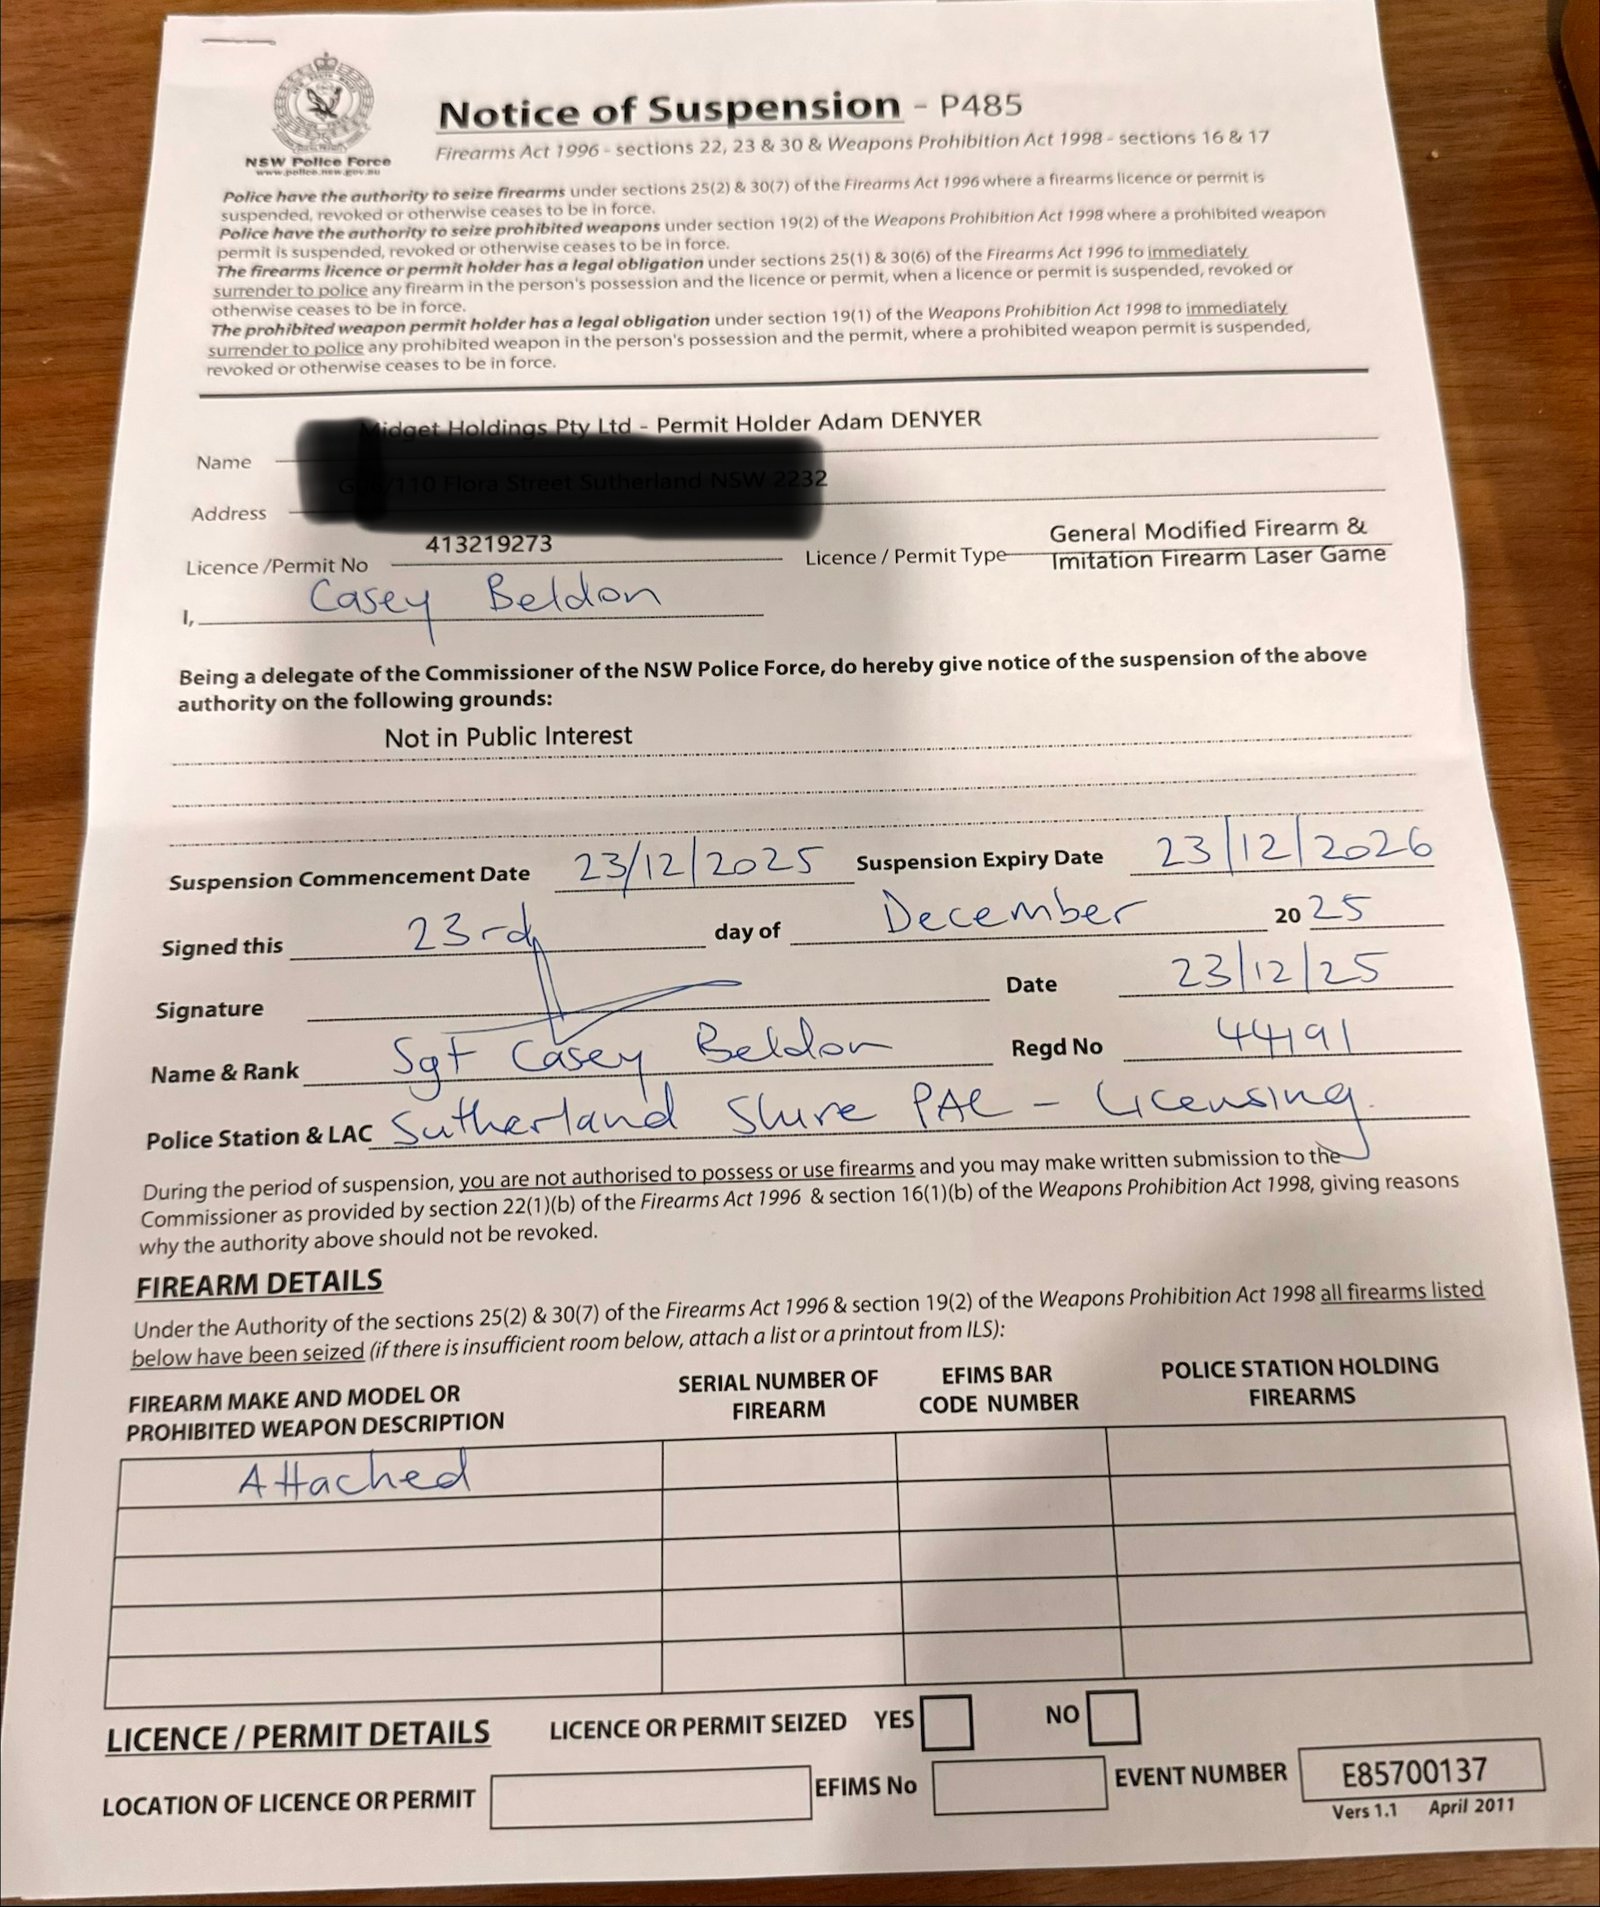 NSW Police Force
www.police.nsw.gov.au
Notice of Suspension - P485
Firearms Act 1996 - sections 22, 23 & 30 & Weapons Prohibition Act 1998 - sections 16 & 17
Police have the authority to seize firearms under sections 25(2) & 30(7) of the Firearms Act 1996 where a firearms licence or permit is
suspended, revoked or otherwise ceases to be in force.
Police have the authority to seize prohibited weapons under section 19(2) of the Weapons Prohibition Act 1998 where a prohibited weapon
permit is suspended, revoked or otherwise ceases to be in force.
The firearms licence or permit holder has a legal obligation under sections 25(1) & 30(6) of the Firearms Act 1996 to immediately
surrender to police any firearm in the person's possession and the licence or permit, when a licence or permit is suspended, revoked or
otherwise ceases to be in force.
The prohibited weapon permit holder has a legal obligation under section 19(1) of the Weapons Prohibition Act 1998 to immediately
surrender to police any prohibited weapon in the person's possession and the permit, where a prohibited weapon permit is suspended,
revoked or otherwise ceases to be in force.
Name Holdings Pty Ltd - Permit Holder Adam DENYER
Address
Licence /Permit No 413219273 Licence / Permit Type General Modified Firearm &
Imitation Firearm Laser Game
I, Casey Beldon
Being a delegate of the Commissioner of the NSW Police Force, do hereby give notice of the suspension of the above
authority on the following grounds:
Not in Public Interest
Suspension Commencement Date 23/12/2025 Suspension Expiry Date 23/12/2026
Signed this 23rd day of December 20 25
Signature Date 23/12/25
Name & Rank Sgt Casey Beldon Regd No 44191
Police Station & LAC Sutherland Shire PAC - Licensing.
During the period of suspension, you are not authorised to possess or use firearms and you may make written submission to the
Commissioner as provided by section 22(1)(b) of the Firearms Act 1996 & section 16(1)(b) of the Weapons Prohibition Act 1998, giving reasons
why the authority above should not be revoked.
FIREARM DETAILS
Under the Authority of the sections 25(2) & 30(7) of the Firearms Act 1996 & section 19(2) of the Weapons Prohibition Act 1998 all firearms listed
below have been seized (if there is insufficient room below, attach a list or a printout from ILS):
FIREARM MAKE AND MODEL OR
PROHIBITED WEAPON DESCRIPTION
SERIAL NUMBER OF
FIREARM
EFIMS BAR
CODE NUMBER
POLICE STATION HOLDING
FIREARMS
Attached
LICENCE / PERMIT DETAILS LICENCE OR PERMIT SEIZED YES NO
LOCATION OF LICENCE OR PERMIT EFIMS No EVENT NUMBER E85700137
Vers 1.1 April 2011